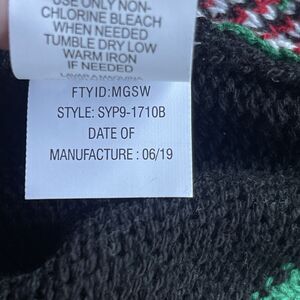 USE ONLY NON-
CHLORINE BLEACH
WHEN NEEDED
TUMBLE DRY LOW
WARM IRON
IF NEEDED
FTYID:MGSW
STYLE: SYP9-1710B
DATE OF
MANUFACTURE : 06/19